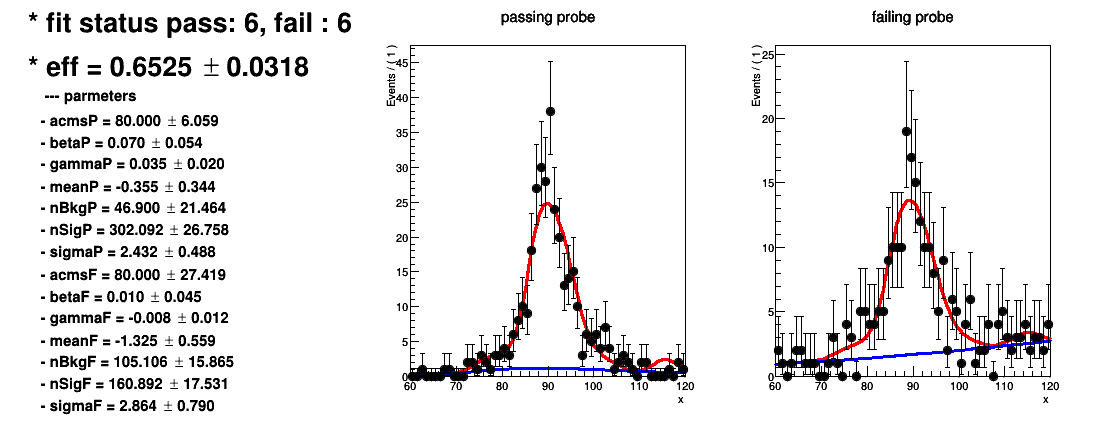 * fit status pass: 6, fail : 6
* eff = 0.6525 ± 0.0318
--- parmeters
- acmsP = 80.000 ± 6.059
- betaP = 0.070 ± 0.054
- gammaP = 0.035 ± 0.020
- meanP = -0.355 ± 0.344
- nBkgP = 46.900 ± 21.464
- nSigP = 302.092 ± 26.758
- sigmaP = 2.432 ± 0.488
- acmsF = 80.000 ± 27.419
- betaF = 0.010 ± 0.045
- gammaF = -0.008 ± 0.012
- meanF = -1.325 ± 0.559
- nBkgF = 105.106 ± 15.865
- nSigF = 160.892 ± 17.531
- sigmaF = 2.864 ± 0.790
passing probe
Events / ( 1 )
45
40
35
30
25
20
15
10
5
0
60 70 80 90 100 110 120
x
failing probe
Events / ( 1 )
25
20
15
10
5
0
60 70 80 90 100 110 120
x